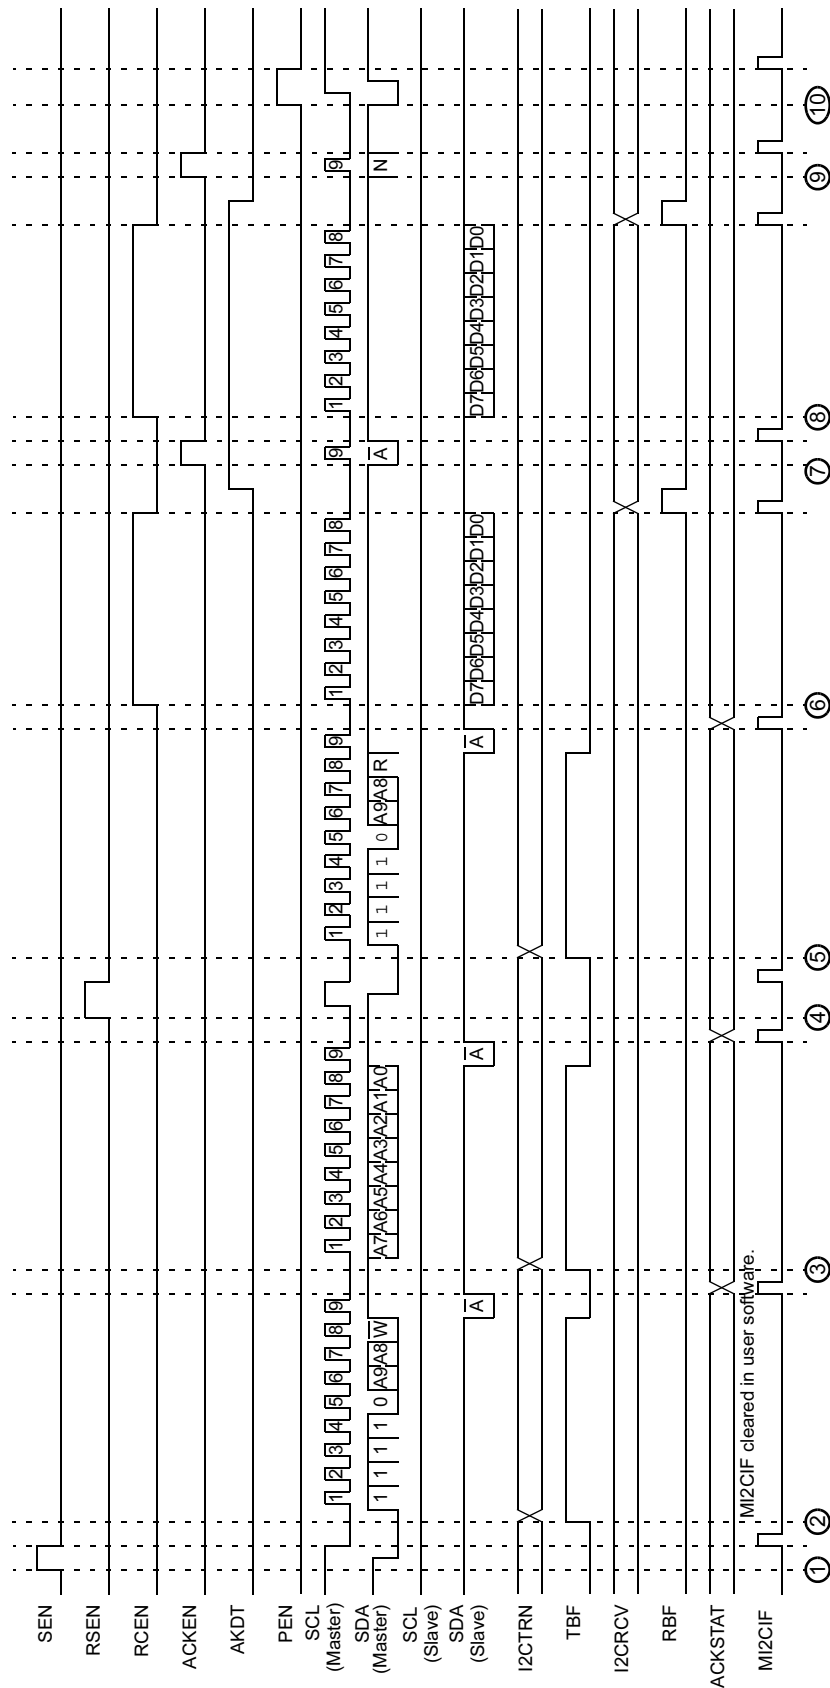 SEN
RSEN
RCEN
ACKEN
AKDT
PEN
SCL
(Master)
1 2 3 4 5 6 7 8 9 1 2 3 4 5 6 7 8 9 1 2 3 4 5 6 7 8 9 1 2 3 4 5 6 7 8 9 1 2 3 4 5 6 7 8 9
SDA
(Master)
1 1 1 1 0 A9 A8 W̅ A7 A6 A5 A4 A3 A2 A1 A0 1 1 1 1 0 A9 A8 R A̅ N
SCL
(Slave)
SDA
(Slave)
A̅ A̅ A̅ D7 D6 D5 D4 D3 D2 D1 D0 D7 D6 D5 D4 D3 D2 D1 D0
I2CTRN
TBF
I2CRCV
RBF
ACKSTAT
MI2CIF cleared in user software.
MI2CIF
1 2 3 4 5 6 7 8 9 10